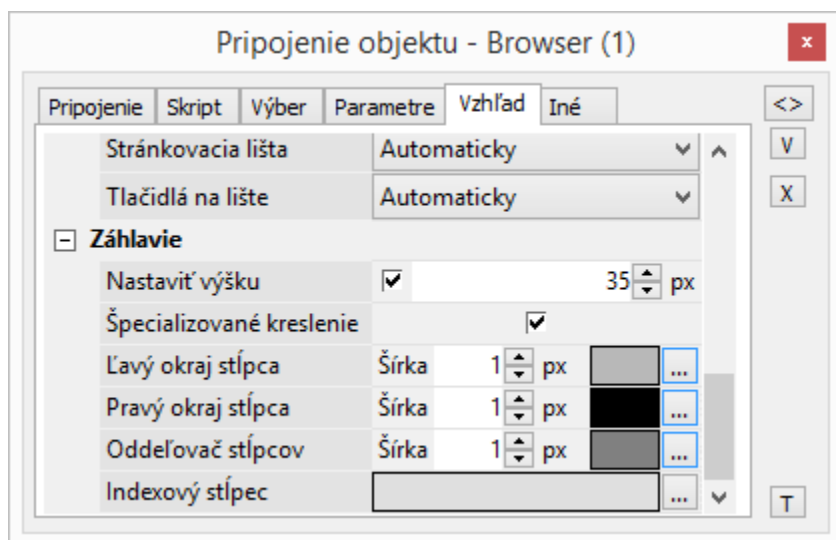 Pripojenie objektu - Browser (1)
x
Pripojenie Skript Výber Parametre Vzhľad Iné
<>
Stránkovacia lišta Automaticky
V
Tlačidlá na lište Automaticky
X
Záhlavie
Nastaviť výšku 35 px
Špecializované kreslenie
Ľavý okraj stĺpca Šírka 1 px ...
Pravý okraj stĺpca Šírka 1 px ...
Oddeľovač stĺpcov Šírka 1 px ...
Indexový stĺpec ...
T